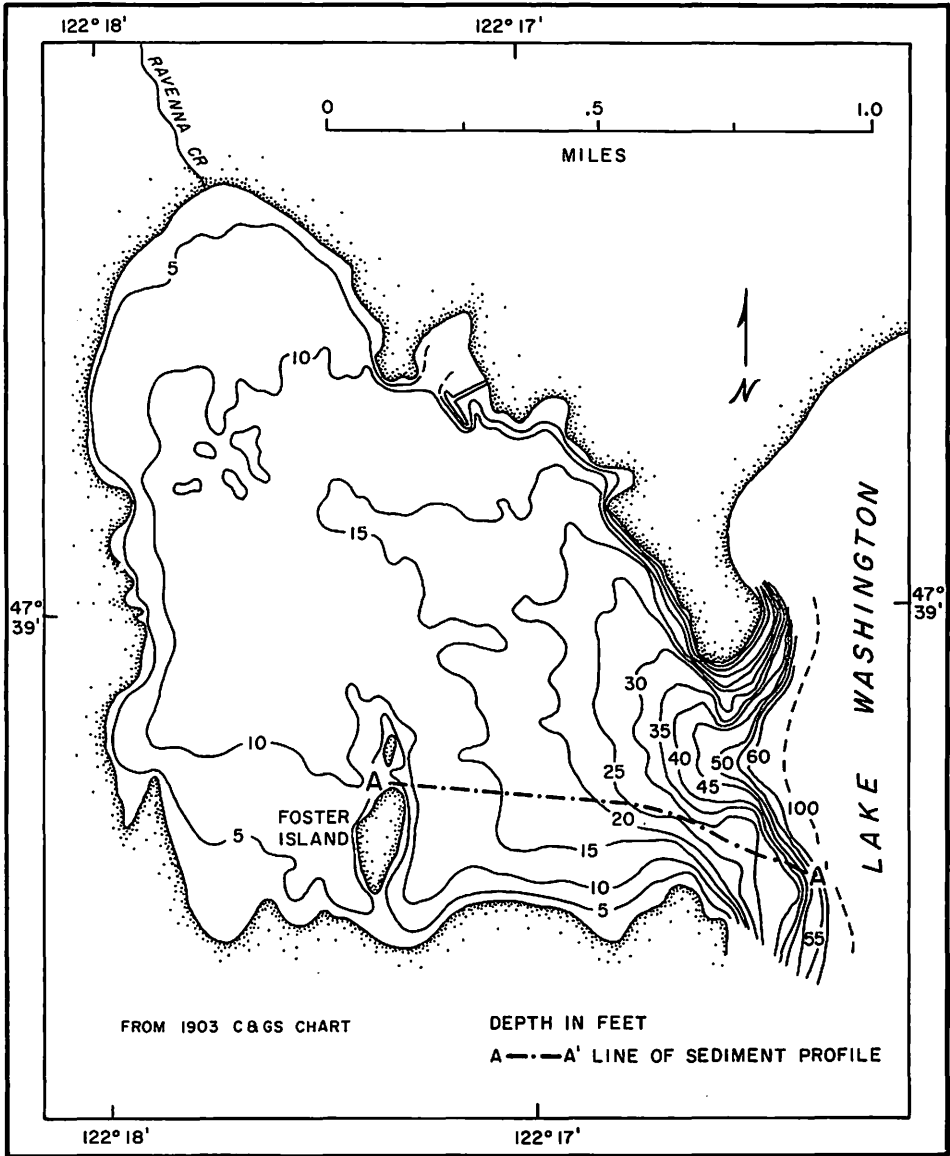 122° 18'
122° 17'
RAVENNA CR
0 .5 1.0
MILES
5
10
N
15
LAKE WASHINGTON
47°
39'
47°
39'
30
35
40
50
60
45
25
10
A
100
20
FOSTER
ISLAND
5
15
A
10
5
55
FROM 1903 C&GS CHART
DEPTH IN FEET
A—·—A' LINE OF SEDIMENT PROFILE
122° 18'
122° 17'